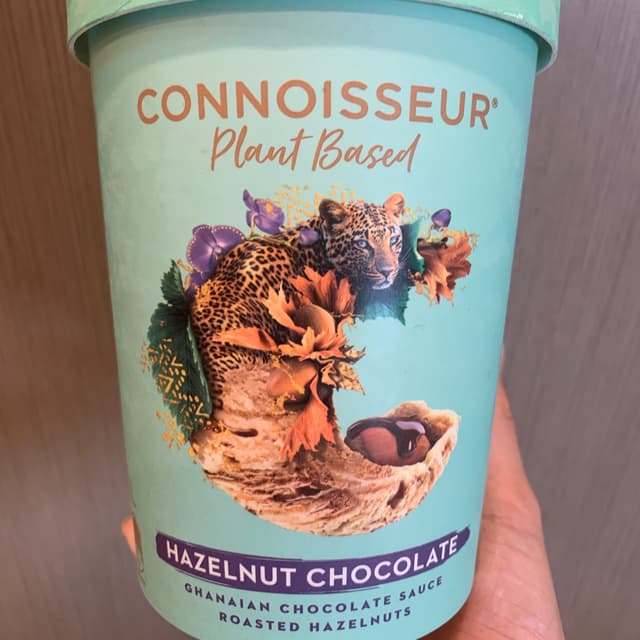 CONNOISSEUR®
Plant Based
HAZELNUT CHOCOLATE
GHANAIAN CHOCOLATE SAUCE
ROASTED HAZELNUTS